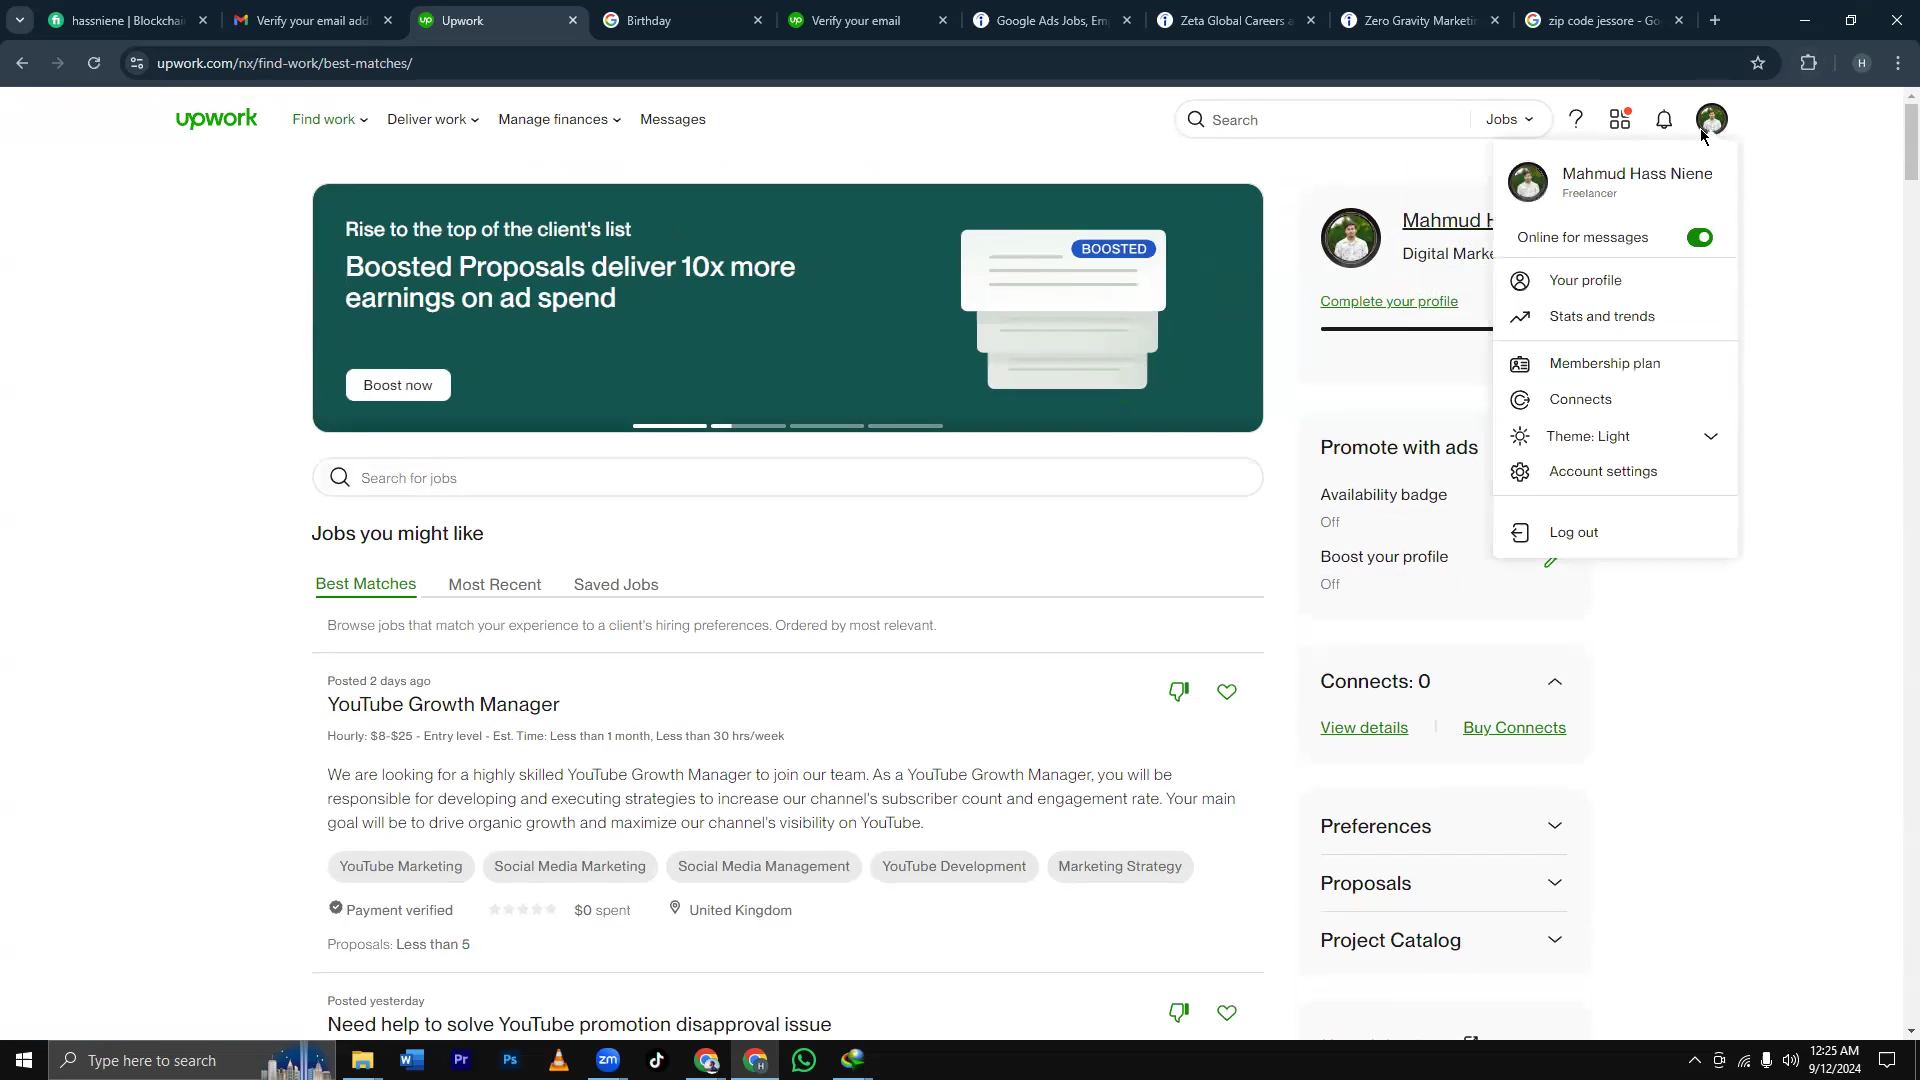 hassniene | Blockchai
Verify your email add
Upwork
Birthday
Verify your email
Google Ads Jobs, Em
Zeta Global Careers a
Zero Gravity Marketi
zip code jessore - Go
upwork.com/nx/find-work/best-matches/
H
upwork
Find work
Deliver work
Manage finances
Messages
Search
Jobs
Mahmud Hass Niene
Freelancer
Online for messages
Your profile
Stats and trends
Membership plan
Connects
Theme: Light
Account settings
Log out
Rise to the top of the client's list
Boosted Proposals deliver 10x more
earnings on ad spend
BOOSTED
Boost now
Mahmud H
Digital Marke
Complete your profile
Promote with ads
Availability badge
Off
Boost your profile
Off
Search for jobs
Jobs you might like
Best Matches
Most Recent
Saved Jobs
Browse jobs that match your experience to a client's hiring preferences. Ordered by most relevant.
Posted 2 days ago
YouTube Growth Manager
Hourly: $8-$25 - Entry level - Est. Time: Less than 1 month, Less than 30 hrs/week
We are looking for a highly skilled YouTube Growth Manager to join our team. As a YouTube Growth Manager, you will be
responsible for developing and executing strategies to increase our channel's subscriber count and engagement rate. Your main
goal will be to drive organic growth and maximize our channel's visibility on YouTube.
YouTube Marketing
Social Media Marketing
Social Media Management
YouTube Development
Marketing Strategy
Payment verified
$0 spent
United Kingdom
Proposals: Less than 5
Connects: 0
View details
Buy Connects
Preferences
Proposals
Project Catalog
Posted yesterday
Need help to solve YouTube promotion disapproval issue
Type here to search
12:25 AM
9/12/2024